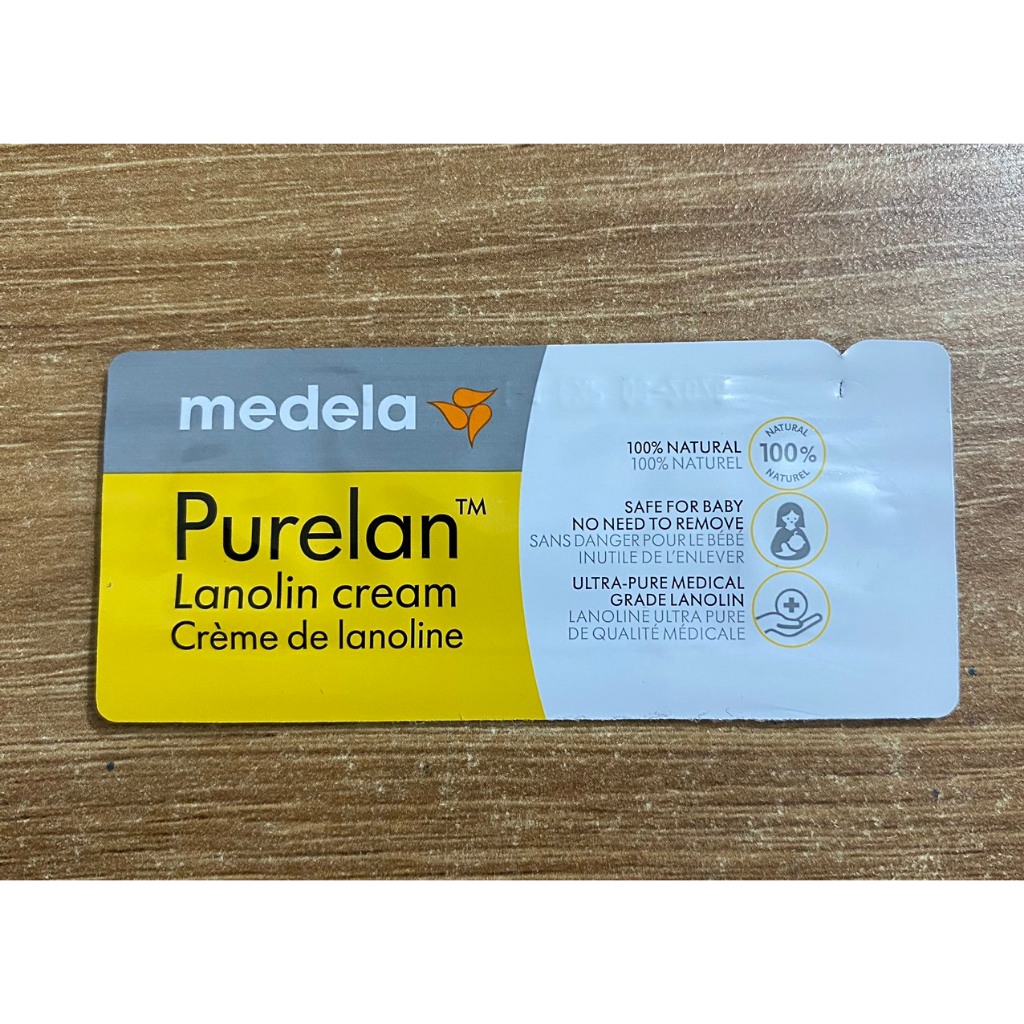 medela
Purelan™
Lanolin cream
Crème de lanoline
100% NATURAL
100% NATUREL
NATURAL
100%
NATUREL
SAFE FOR BABY
NO NEED TO REMOVE
SANS DANGER POUR LE BÉBÉ
INUTILE DE L'ENLEVER
ULTRA-PURE MEDICAL
GRADE LANOLIN
LANOLINE ULTRA PURE
DE QUALITÉ MÉDICALE